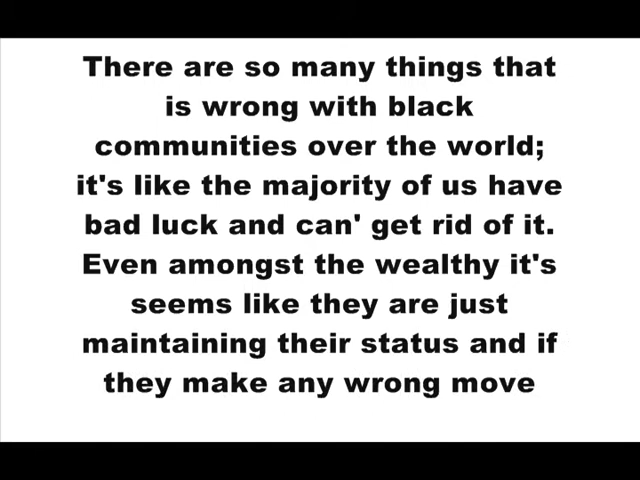 There are so many things that
is wrong with black
communities over the world;
it's like the majority of us have
bad luck and can' get rid of it.
Even amongst the wealthy it's
seems like they are just
maintaining their status and if
they make any wrong move